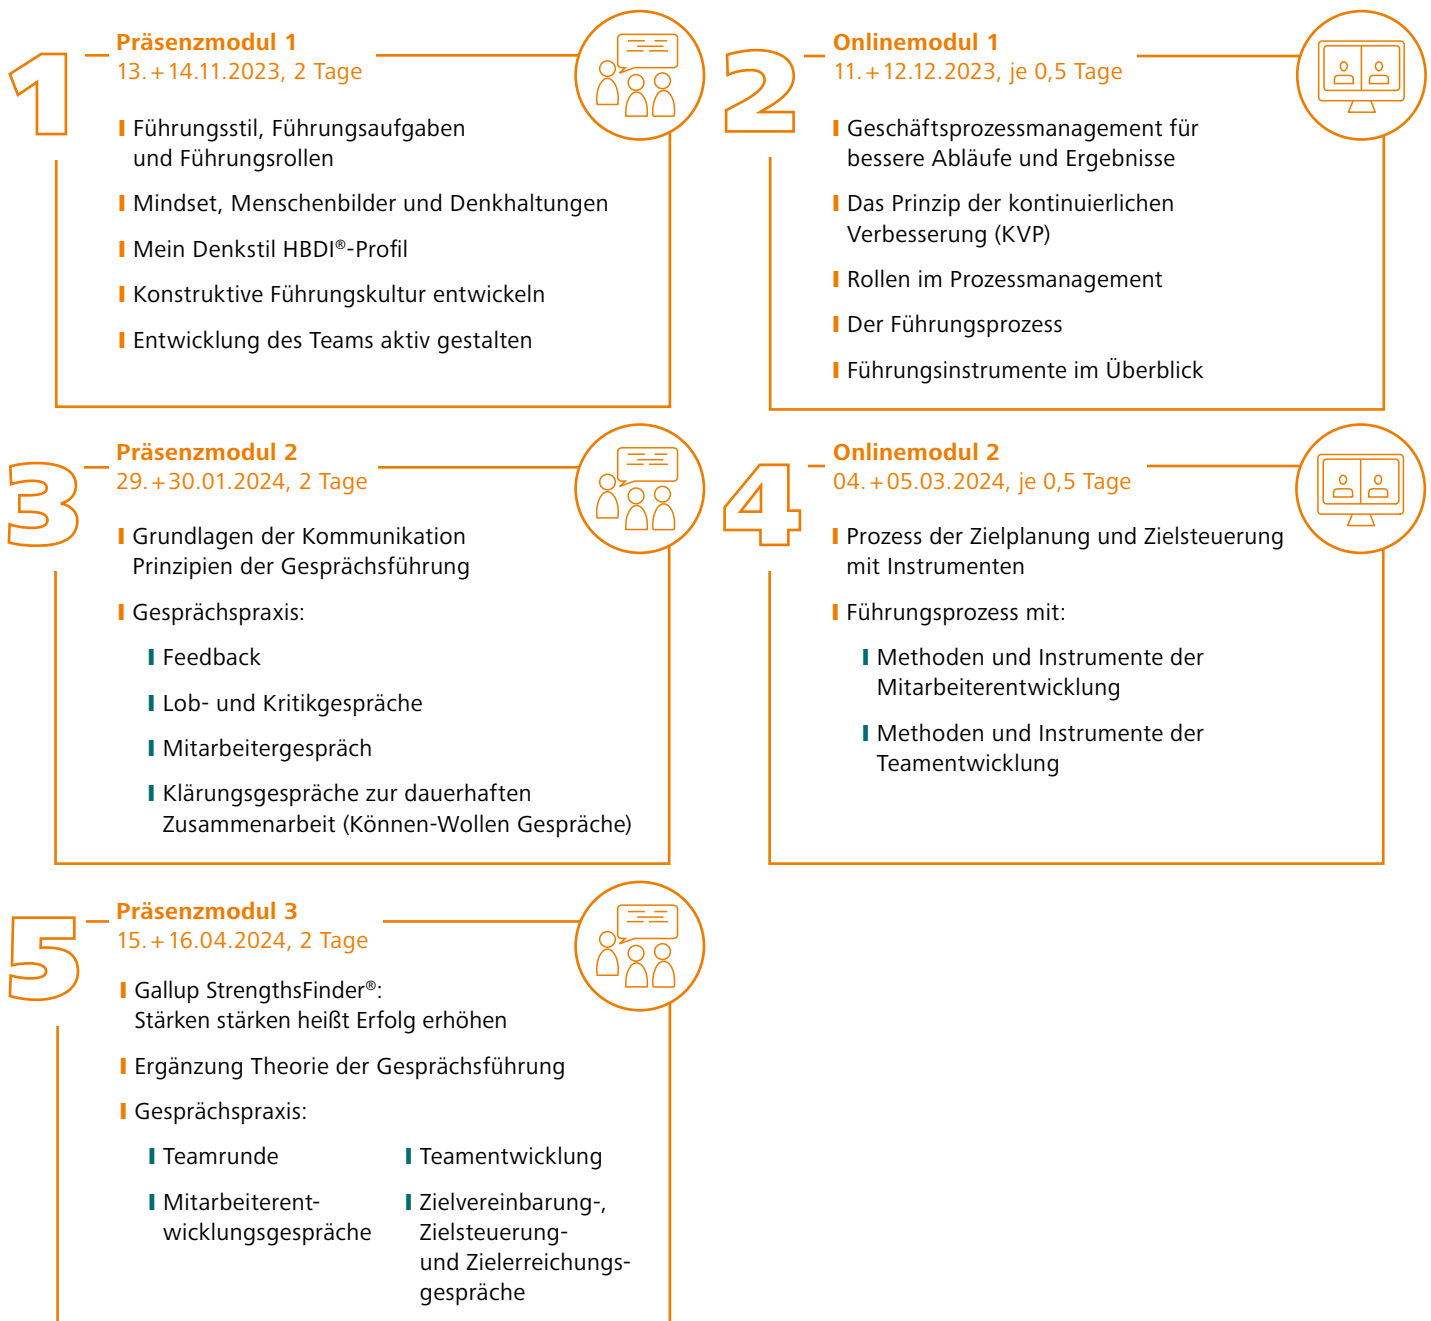 1
Präsenzmodul 1
13.+14.11.2023, 2 Tage
Führungsstil, Führungsaufgaben
und Führungsrollen
Mindset, Menschenbilder und Denkhaltungen
Mein Denkstil HBDI®-Profil
Konstruktive Führungskultur entwickeln
Entwicklung des Teams aktiv gestalten
2
Onlinemodul 1
11.+12.12.2023, je 0,5 Tage
Geschäftsprozessmanagement für
bessere Abläufe und Ergebnisse
Das Prinzip der kontinuierlichen
Verbesserung (KVP)
Rollen im Prozessmanagement
Der Führungsprozess
Führungsinstrumente im Überblick
3
Präsenzmodul 2
29.+30.01.2024, 2 Tage
Grundlagen der Kommunikation
Prinzipien der Gesprächsführung
Gesprächspraxis:
Feedback
Lob- und Kritikgespräche
Mitarbeitergespräch
Klärungsgespräche zur dauerhaften
Zusammenarbeit (Können-Wollen Gespräche)
4
Onlinemodul 2
04.+05.03.2024, je 0,5 Tage
Prozess der Zielplanung und Zielsteuerung
mit Instrumenten
Führungsprozess mit:
Methoden und Instrumente der
Mitarbeiterentwicklung
Methoden und Instrumente der
Teamentwicklung
5
Präsenzmodul 3
15.+16.04.2024, 2 Tage
Gallup StrengthsFinder®:
Stärken stärken heißt Erfolg erhöhen
Ergänzung Theorie der Gesprächsführung
Gesprächspraxis:
Teamrunde
Mitarbeiterent-
wicklungsgespräche
Teamentwicklung
Zielvereinbarung-,
Zielsteuerung-
und Zielerreichungs-
gespräche